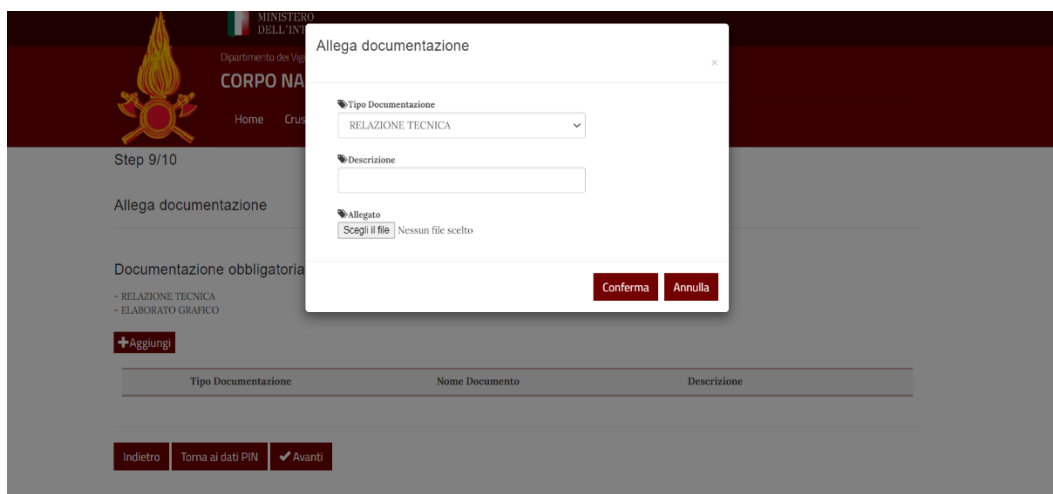 MINISTERO
DELL'INT
Dipartimento dei Vig
CORPO NA
Home Crus
Allega documentazione
×
Tipo Documentazione
RELAZIONE TECNICA
Descrizione
Allegato
Scegli il file Nessun file scelto
Conferma Annulla
Step 9/10
Allega documentazione
Documentazione obbligatoria
- RELAZIONE TECNICA
- ELABORATO GRAFICO
Aggiungi
Tipo Documentazione Nome Documento Descrizione
Indietro Torna ai dati PIN Avanti